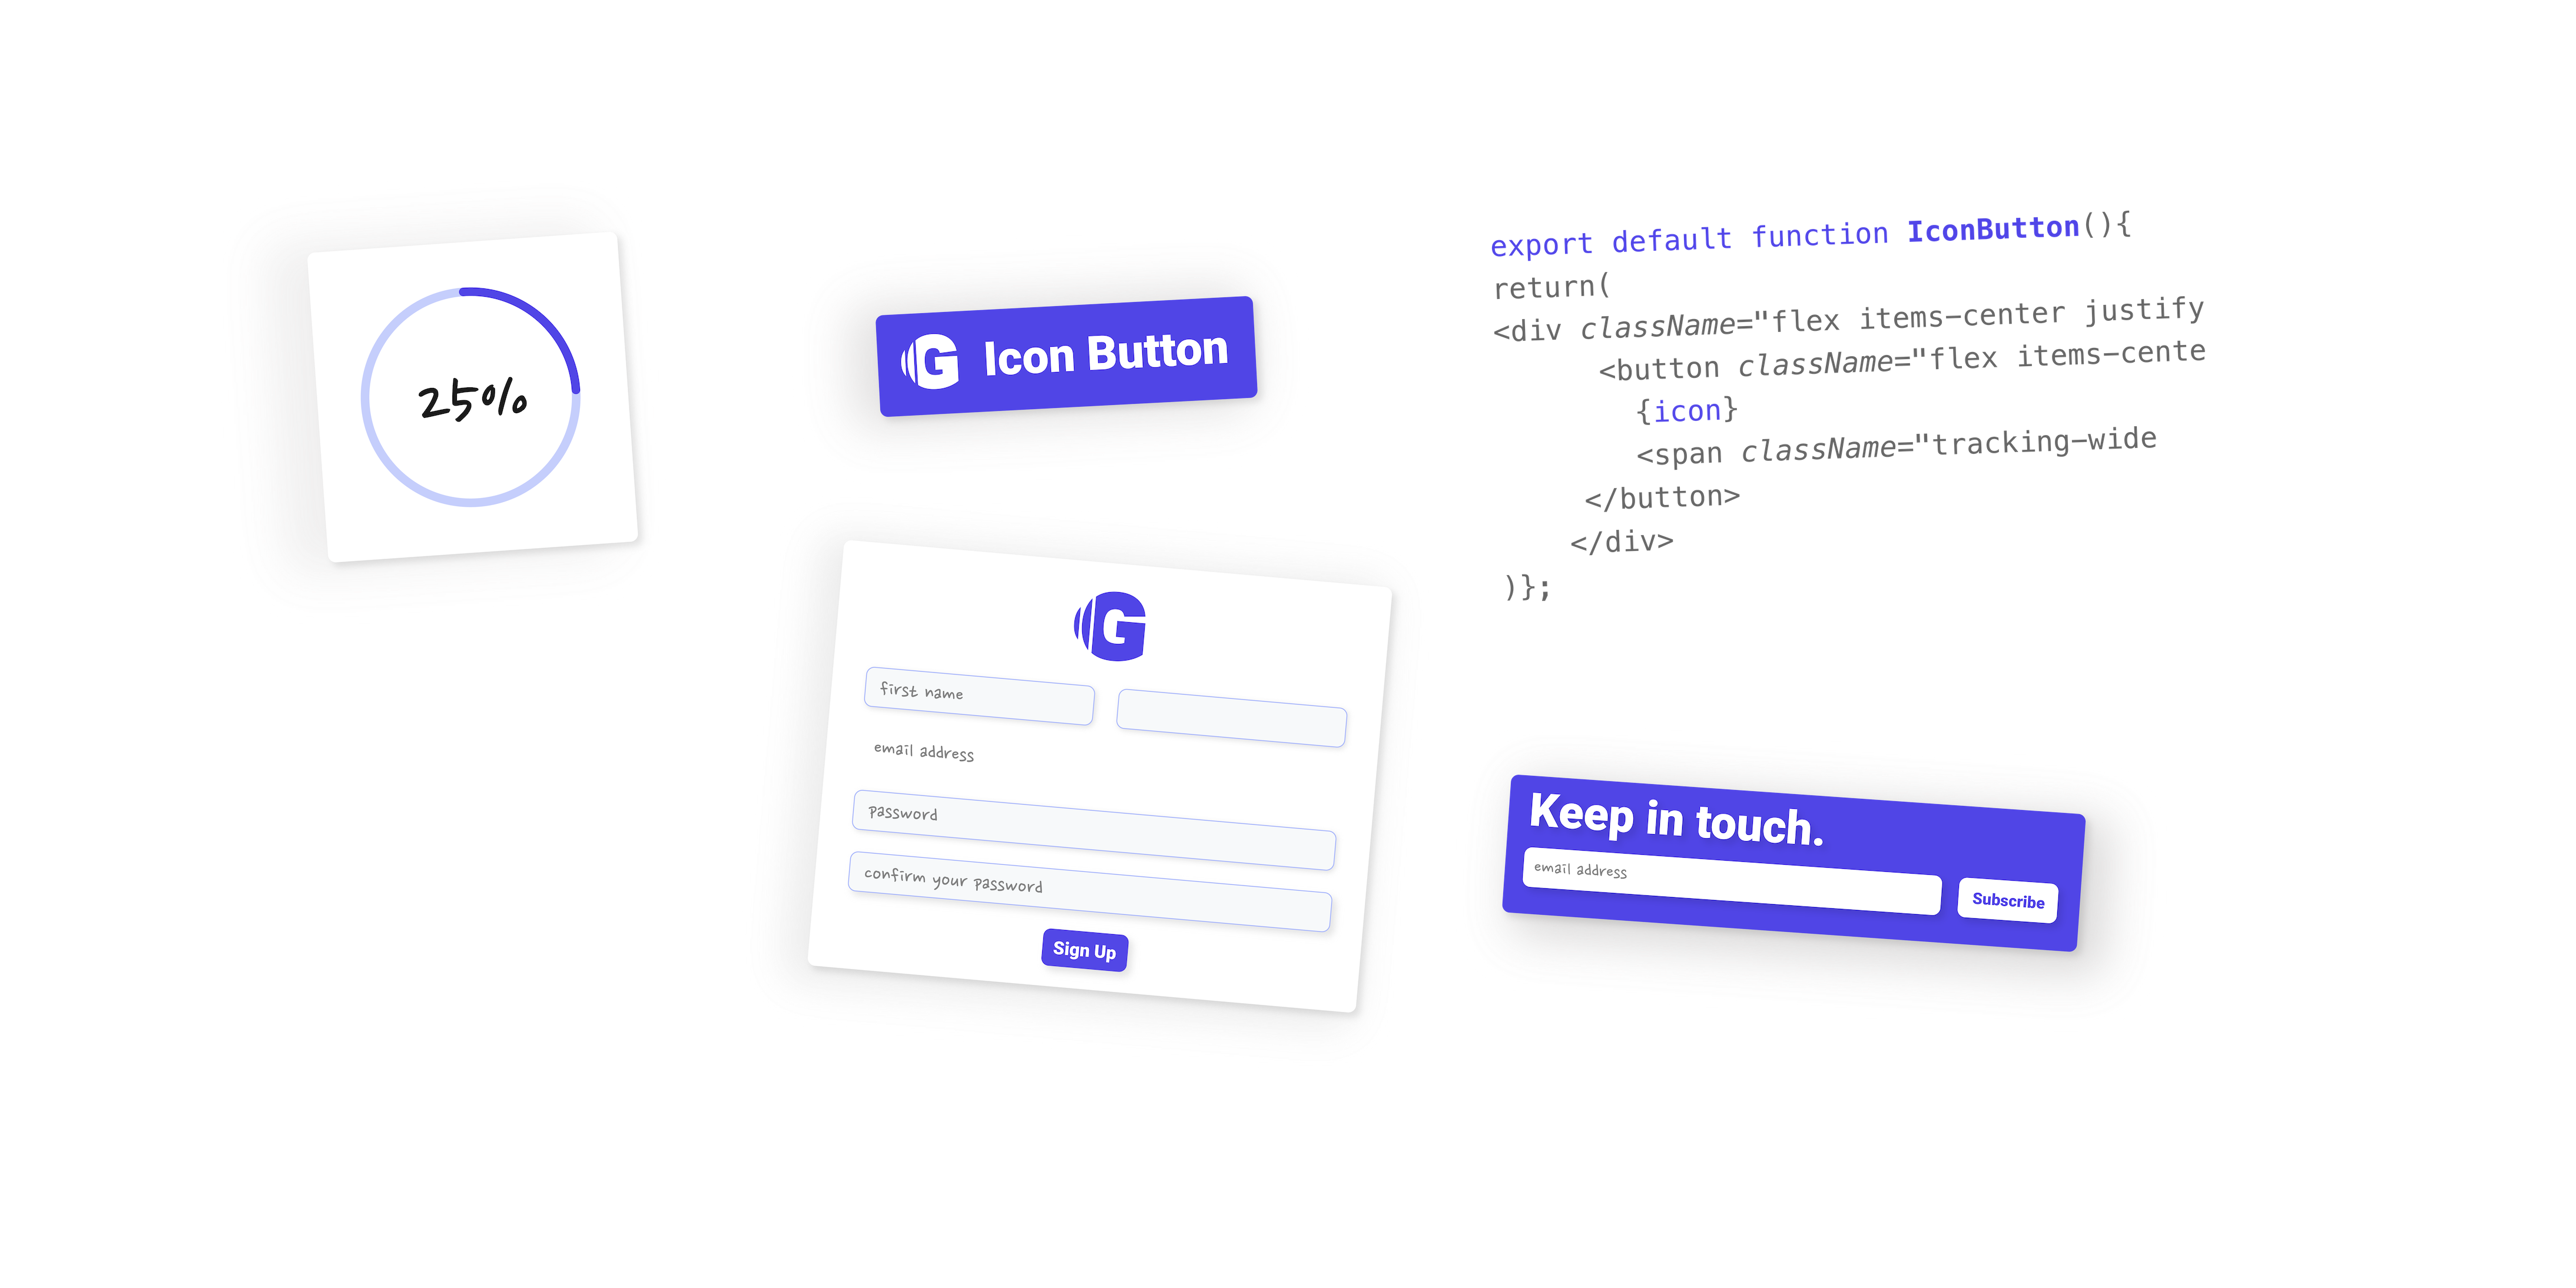 25%
G Icon Button
G
first name
email address
password
confirm your password
Sign Up
export default function IconButton(){
return(
<div className="flex items-center justify
<button className="flex items-cente
{icon}
<span className="tracking-wide
</button>
</div>
)};
Keep in touch.
email address
Subscribe